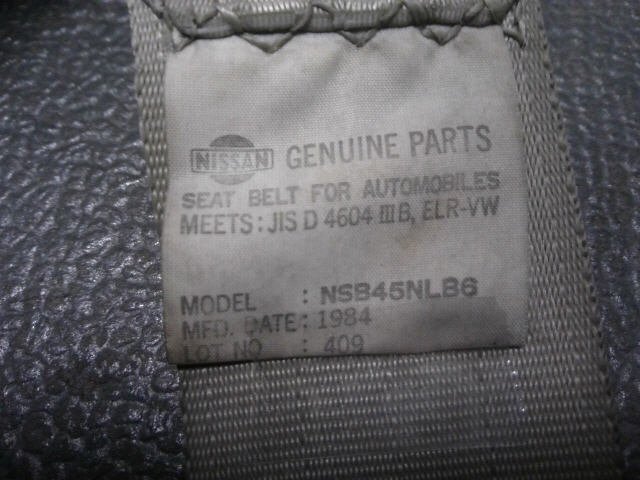 NISSAN GENUINE PARTS
SEAT BELT FOR AUTOMOBILES
MEETS: JIS D 4604 III B, ELR-VW
MODEL : NSB45NLB6
MFD. DATE: 1984
LOT NO : 409